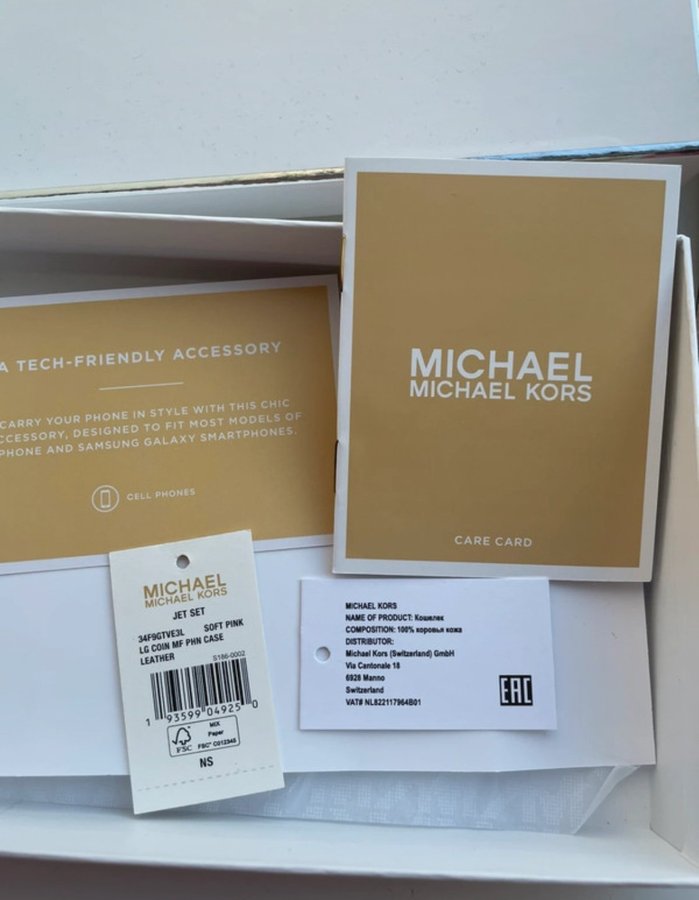 A TECH-FRIENDLY ACCESSORY
CARRY YOUR PHONE IN STYLE WITH THIS CHIC
ACCESSORY, DESIGNED TO FIT MOST MODELS OF
PHONE AND SAMSUNG GALAXY SMARTPHONES.
CELL PHONES
MICHAEL
MICHAEL KORS
CARE CARD
MICHAEL
MICHAEL KORS
JET SET
34F9GTVE3L SOFT PINK
LG COIN MF PHN CASE
LEATHER
S186-0002
1 93599 04925 0
FSC
MIX
Paper
FSC® C012345
NS
MICHAEL KORS
NAME OF PRODUCT: Кошелек
COMPOSITION: 100% коровья кожа
DISTRIBUTOR:
Michael Kors (Switzerland) GmbH
Via Cantonale 18
6928 Manno
Switzerland
VAT# NL822117964B01
EAC